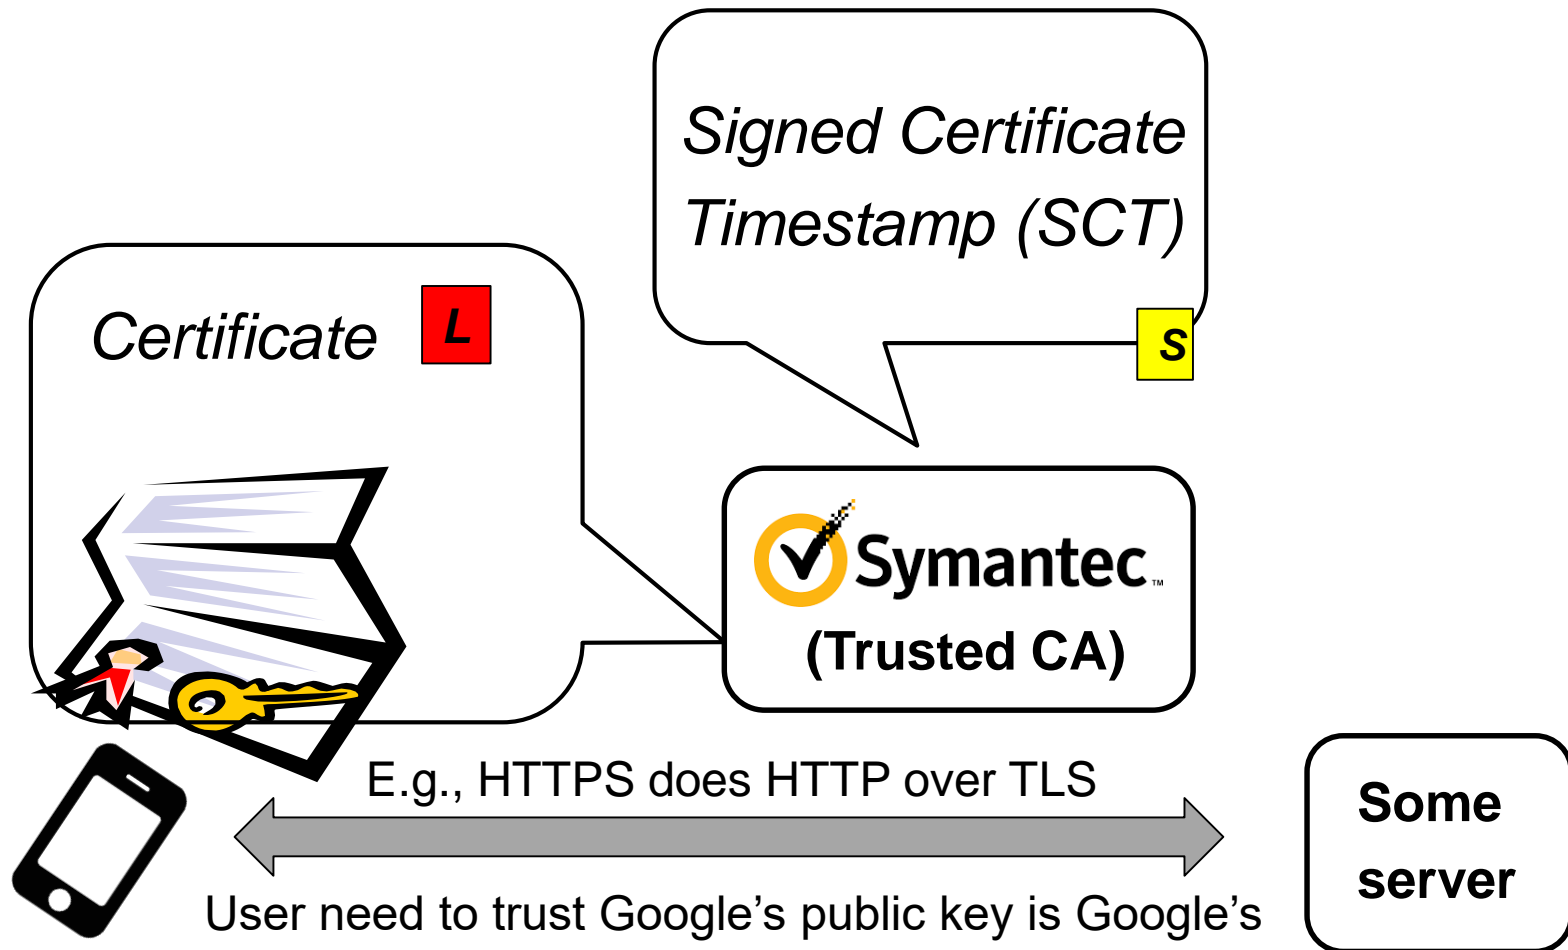 Signed Certificate
Timestamp (SCT)
S
Certificate
L
Symantec™
(Trusted CA)
E.g., HTTPS does HTTP over TLS
User need to trust Google's public key is Google's
Some
server